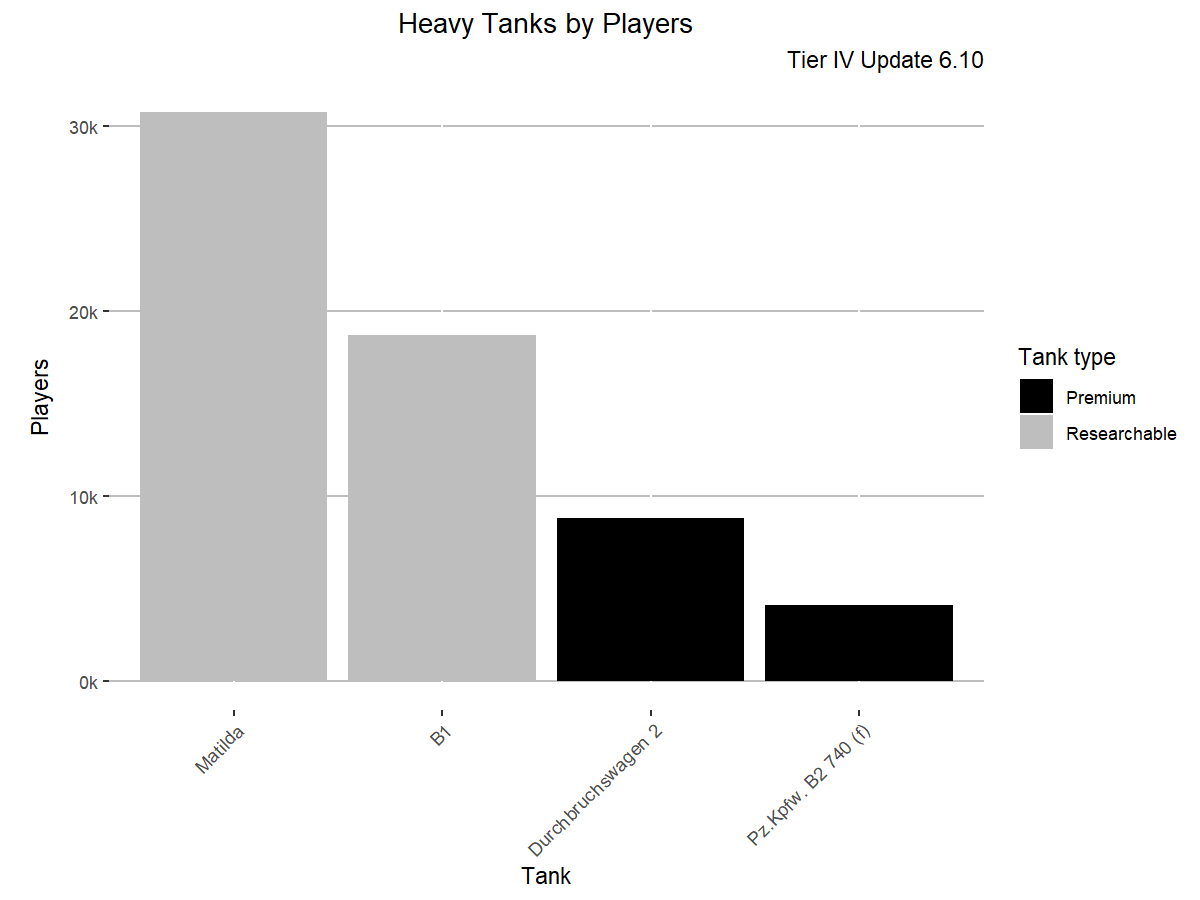 Heavy Tanks by Players
Tier IV Update 6.10
30k
20k
10k
0k
Players
Matilda
B1
Durchbruchswagen 2
Pz.Kpfw. B2 740 (f)
Tank
Tank type
Premium
Researchable